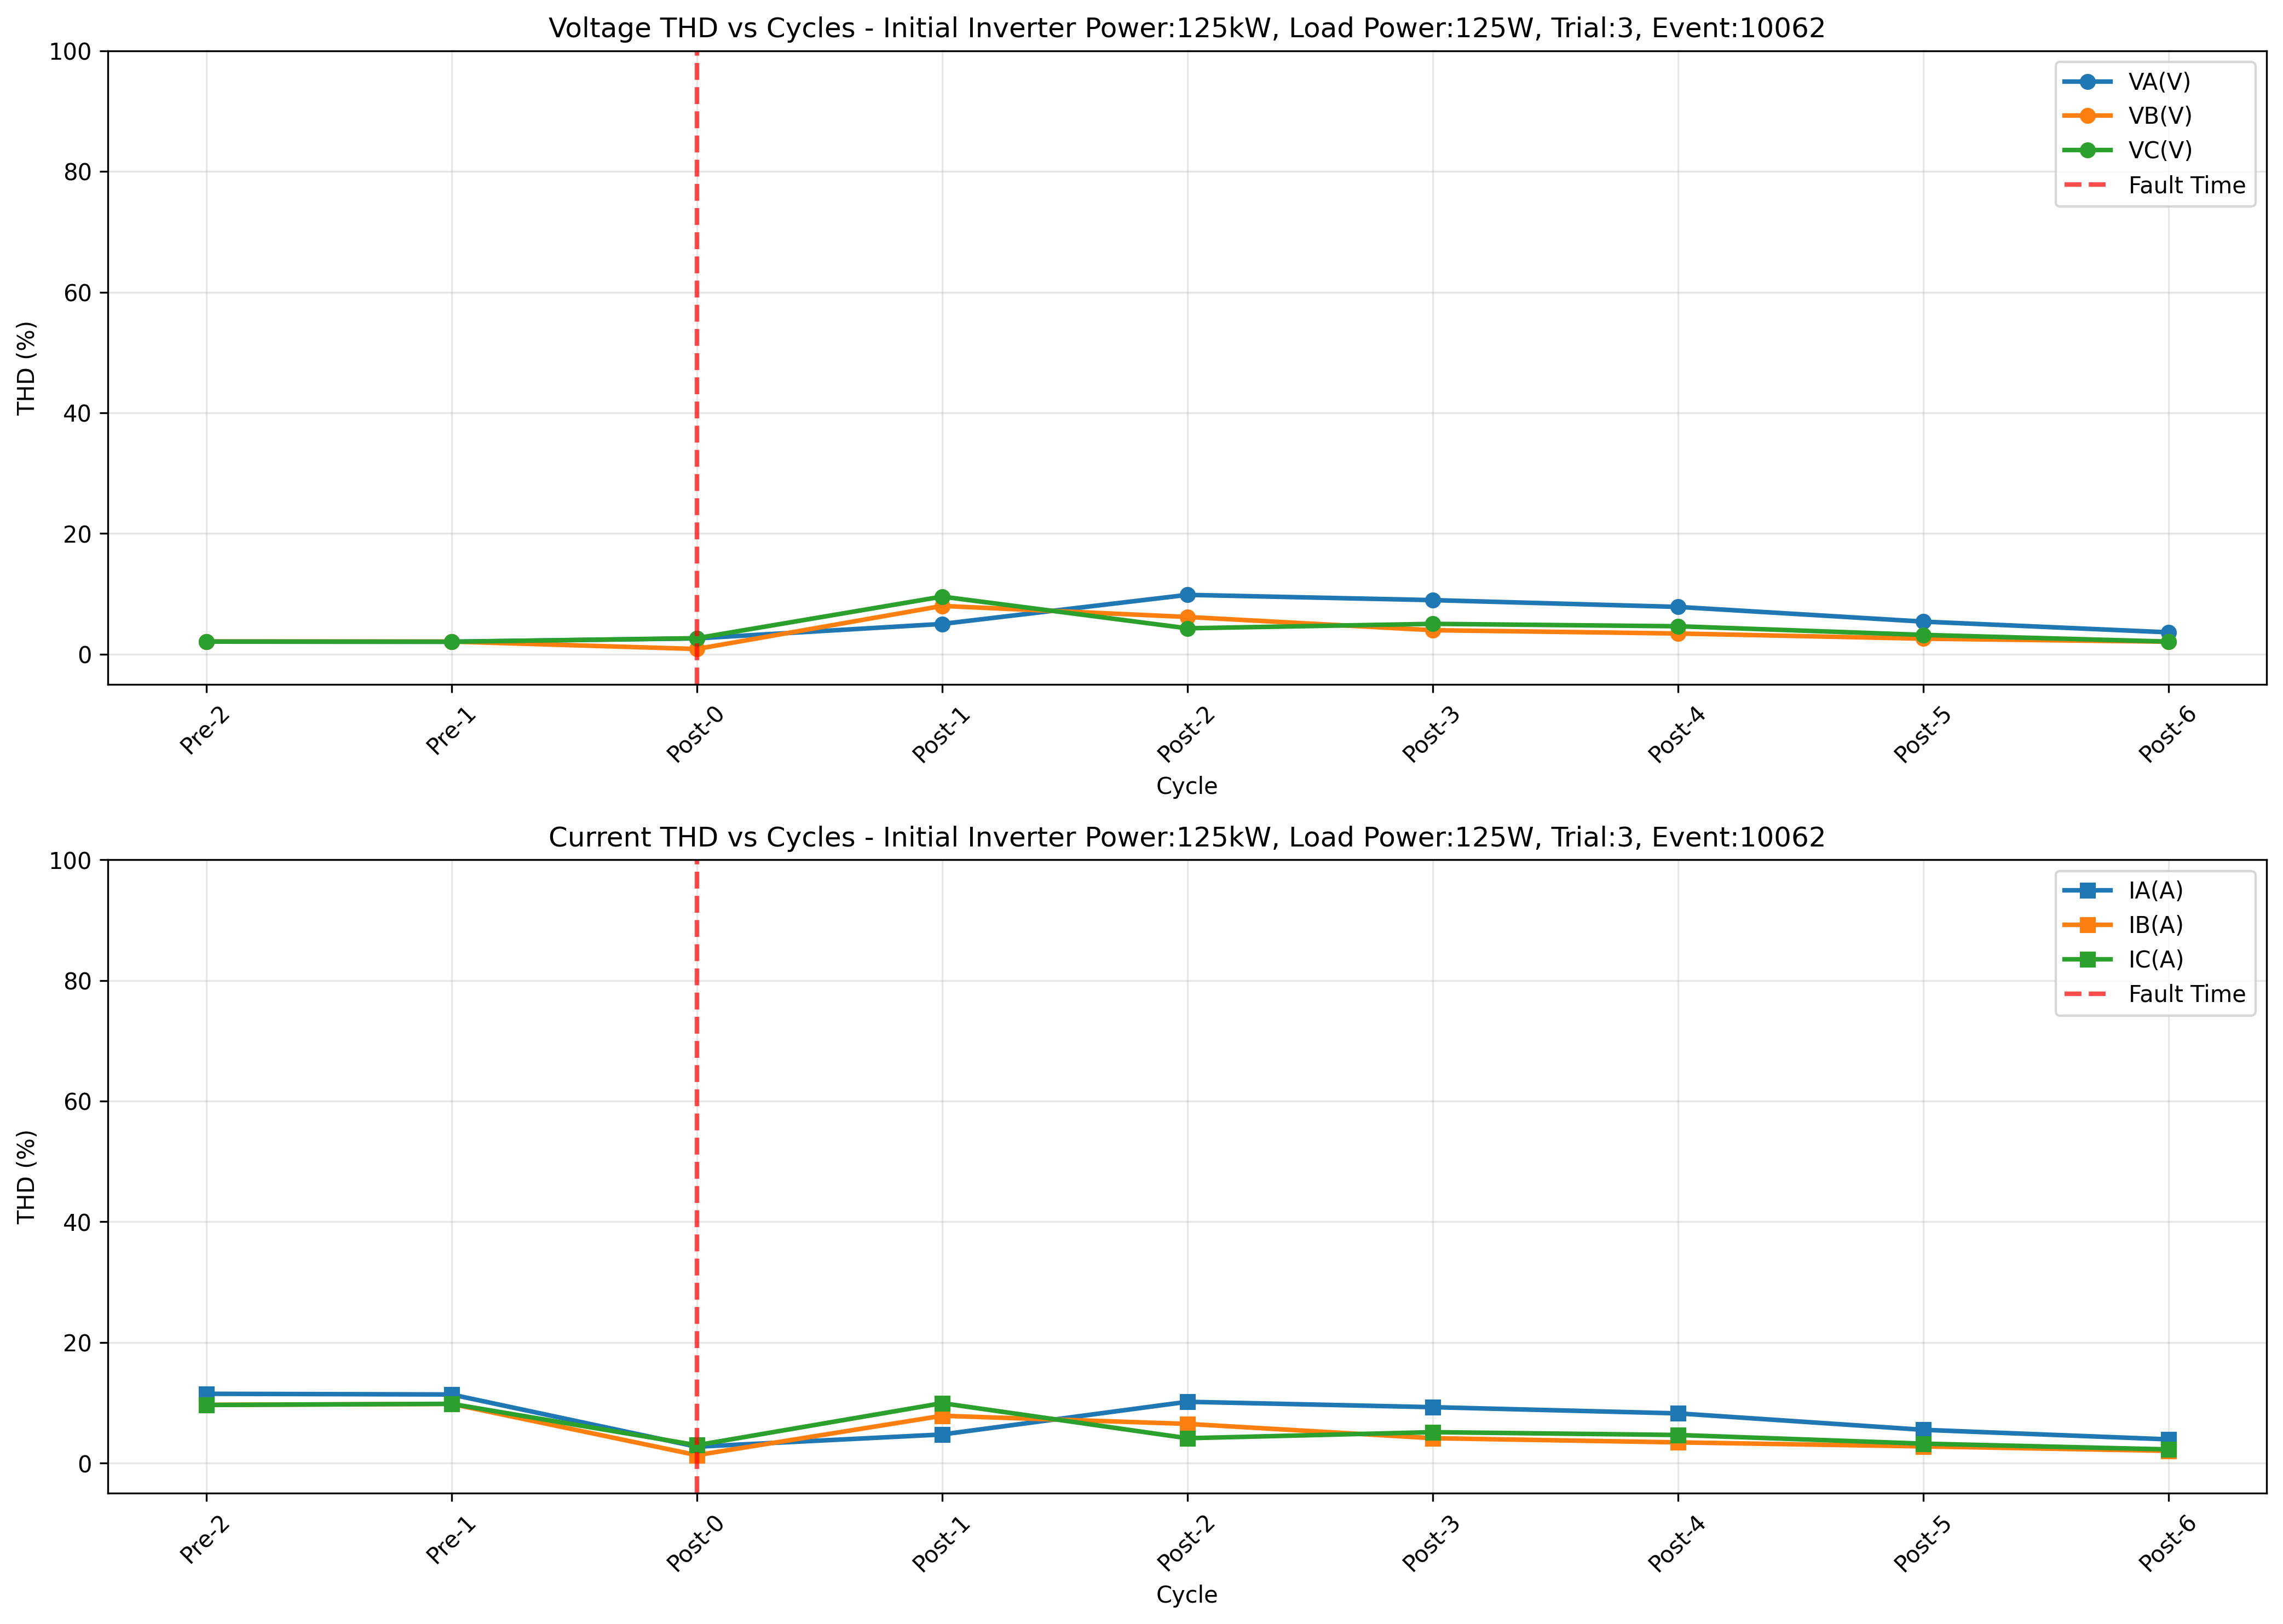 Voltage THD vs Cycles - Initial Inverter Power:125kW, Load Power:125W, Trial:3, Event:10062
100
80
60
40
20
0
THD (%)
VA(V)
VB(V)
VC(V)
Fault Time
Pre-2
Pre-1
Post-0
Post-1
Post-2
Post-3
Post-4
Post-5
Post-6
Cycle
Current THD vs Cycles - Initial Inverter Power:125kW, Load Power:125W, Trial:3, Event:10062
100
80
60
40
20
0
THD (%)
IA(A)
IB(A)
IC(A)
Fault Time
Pre-2
Pre-1
Post-0
Post-1
Post-2
Post-3
Post-4
Post-5
Post-6
Cycle